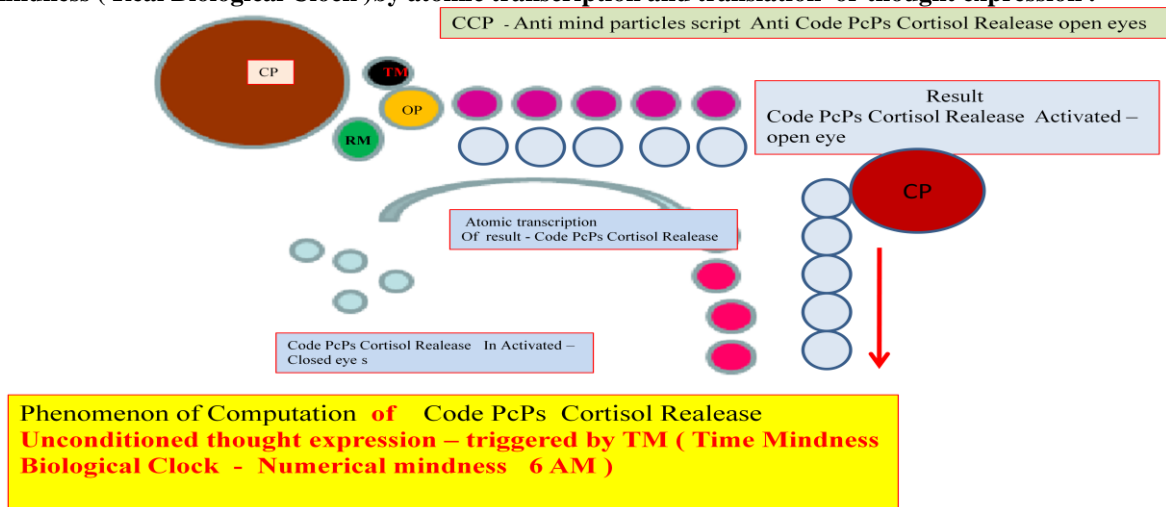 mindness ( Real Biological Clock ) by atomic transcription and translation of thought expression .
CCP - Anti mind particles script Anti Code PcPs Cortisol Realease open eyes
CP
TM
OP
RM
Result
Code PcPs Cortisol Realease Activated –
open eye
CP
Atomic transcription
Of result - Code PcPs Cortisol Realease
Code PcPs Cortisol Realease In Activated –
Closed eye s
Phenomenon of Computation of Code PcPs Cortisol Realease
Unconditioned thought expression – triggered by TM ( Time Mindness
Biological Clock - Numerical mindness 6 AM )